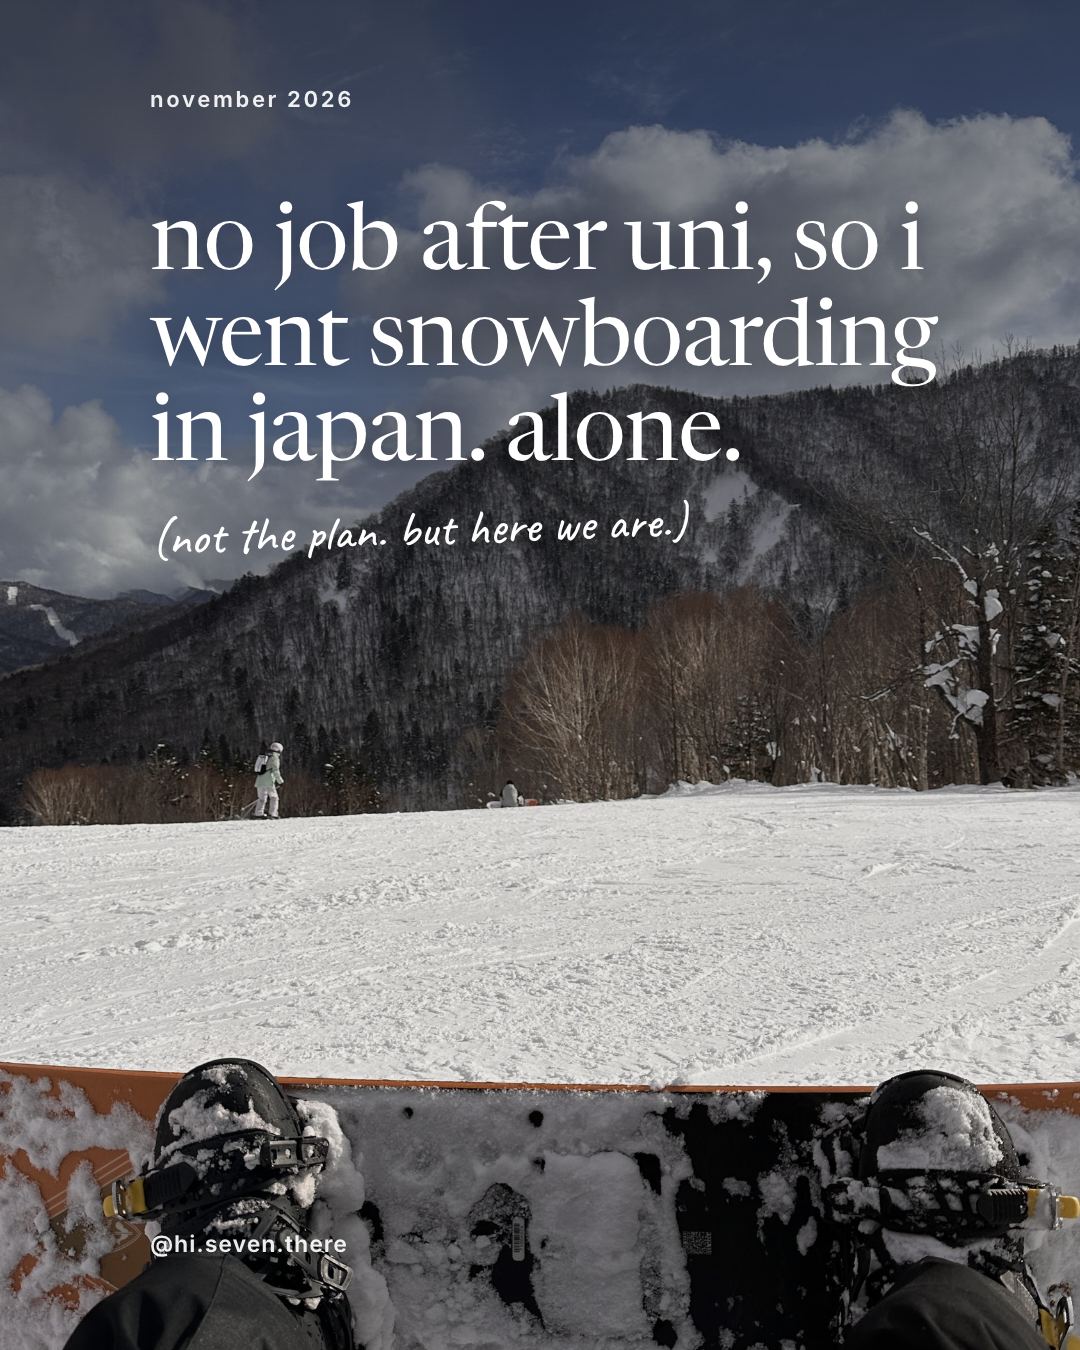 november 2026
no job after uni, so i
went snowboarding
in japan. alone.
(not the plan. but here we are.)
@hi.seven.there